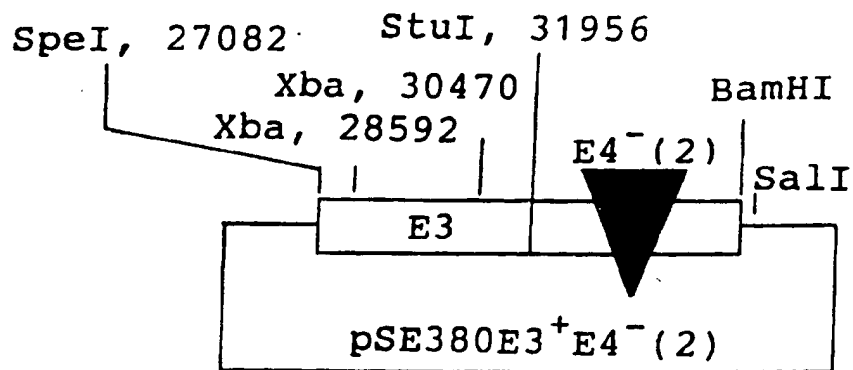 SpeI, 27082
StuI, 31956
Xba, 30470
BamHI
Xba, 28592
E4⁻(2)
SalI
E3
pSE380E3⁺E4⁻(2)